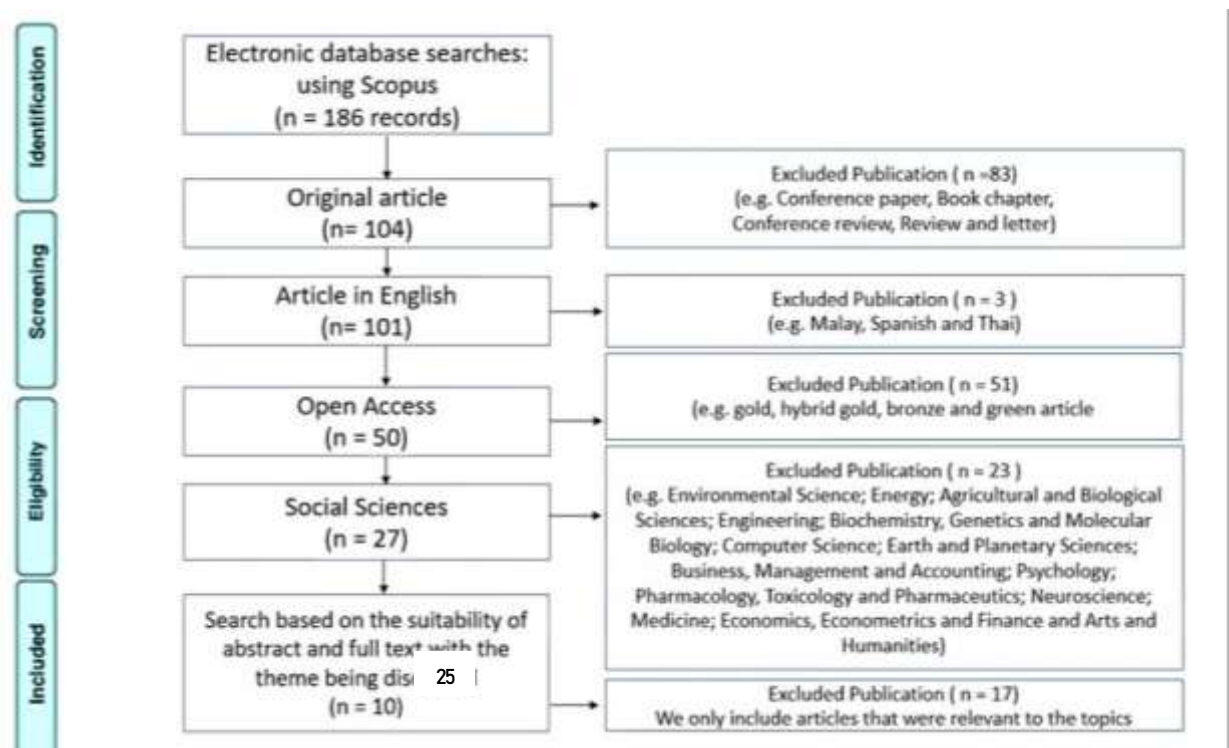 Identification
Electronic database searches:
using Scopus
(n = 186 records)
Original article
(n= 104)
Excluded Publication ( n =83)
(e.g. Conference paper, Book chapter,
Conference review, Review and letter)
Screening
Article in English
(n= 101)
Excluded Publication ( n = 3 )
(e.g. Malay, Spanish and Thai)
Open Access
(n = 50)
Excluded Publication ( n = 51)
(e.g. gold, hybrid gold, bronze and green article
Eligibility
Social Sciences
(n = 27)
Excluded Publication ( n = 23 )
(e.g. Environmental Science; Energy; Agricultural and Biological
Sciences; Engineering; Biochemistry, Genetics and Molecular
Biology; Computer Science; Earth and Planetary Sciences;
Business, Management and Accounting; Psychology;
Pharmacology, Toxicology and Pharmaceutics; Neuroscience;
Medicine; Economics, Econometrics and Finance and Arts and
Humanities)
Included
Search based on the suitability of
abstract and full text with the
theme being
25
(n = 10)
Excluded Publication ( n = 17)
We only include articles that were relevant to the topics